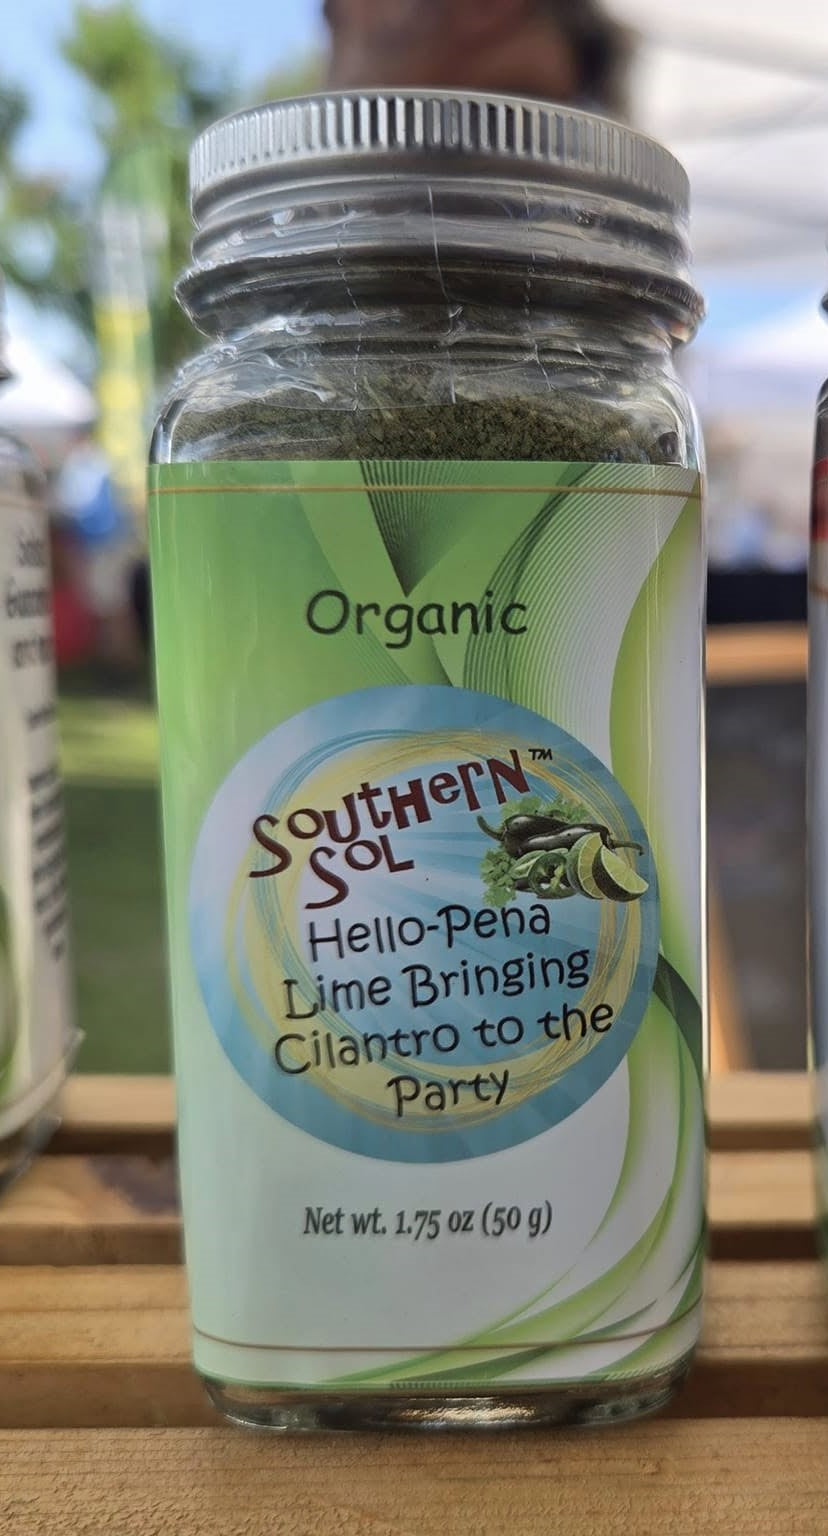 Organic
Southern™
Sol
Hello-Pena
Lime Bringing
Cilantro to the
Party
Net wt. 1.75 oz (50 g)